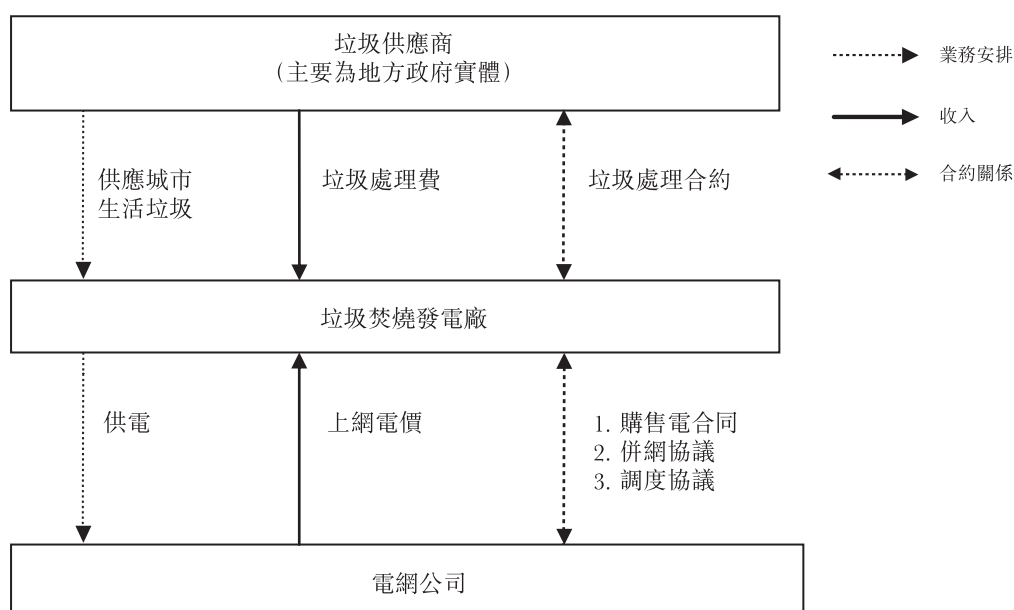 垃圾供應商
(主要為地方政府實體)
業務安排
收入
合約關係
供應城市
生活垃圾
垃圾處理費
垃圾處理合約
垃圾焚燒發電廠
供電
上網電價
1. 購售電合同
2. 併網協議
3. 調度協議
電網公司